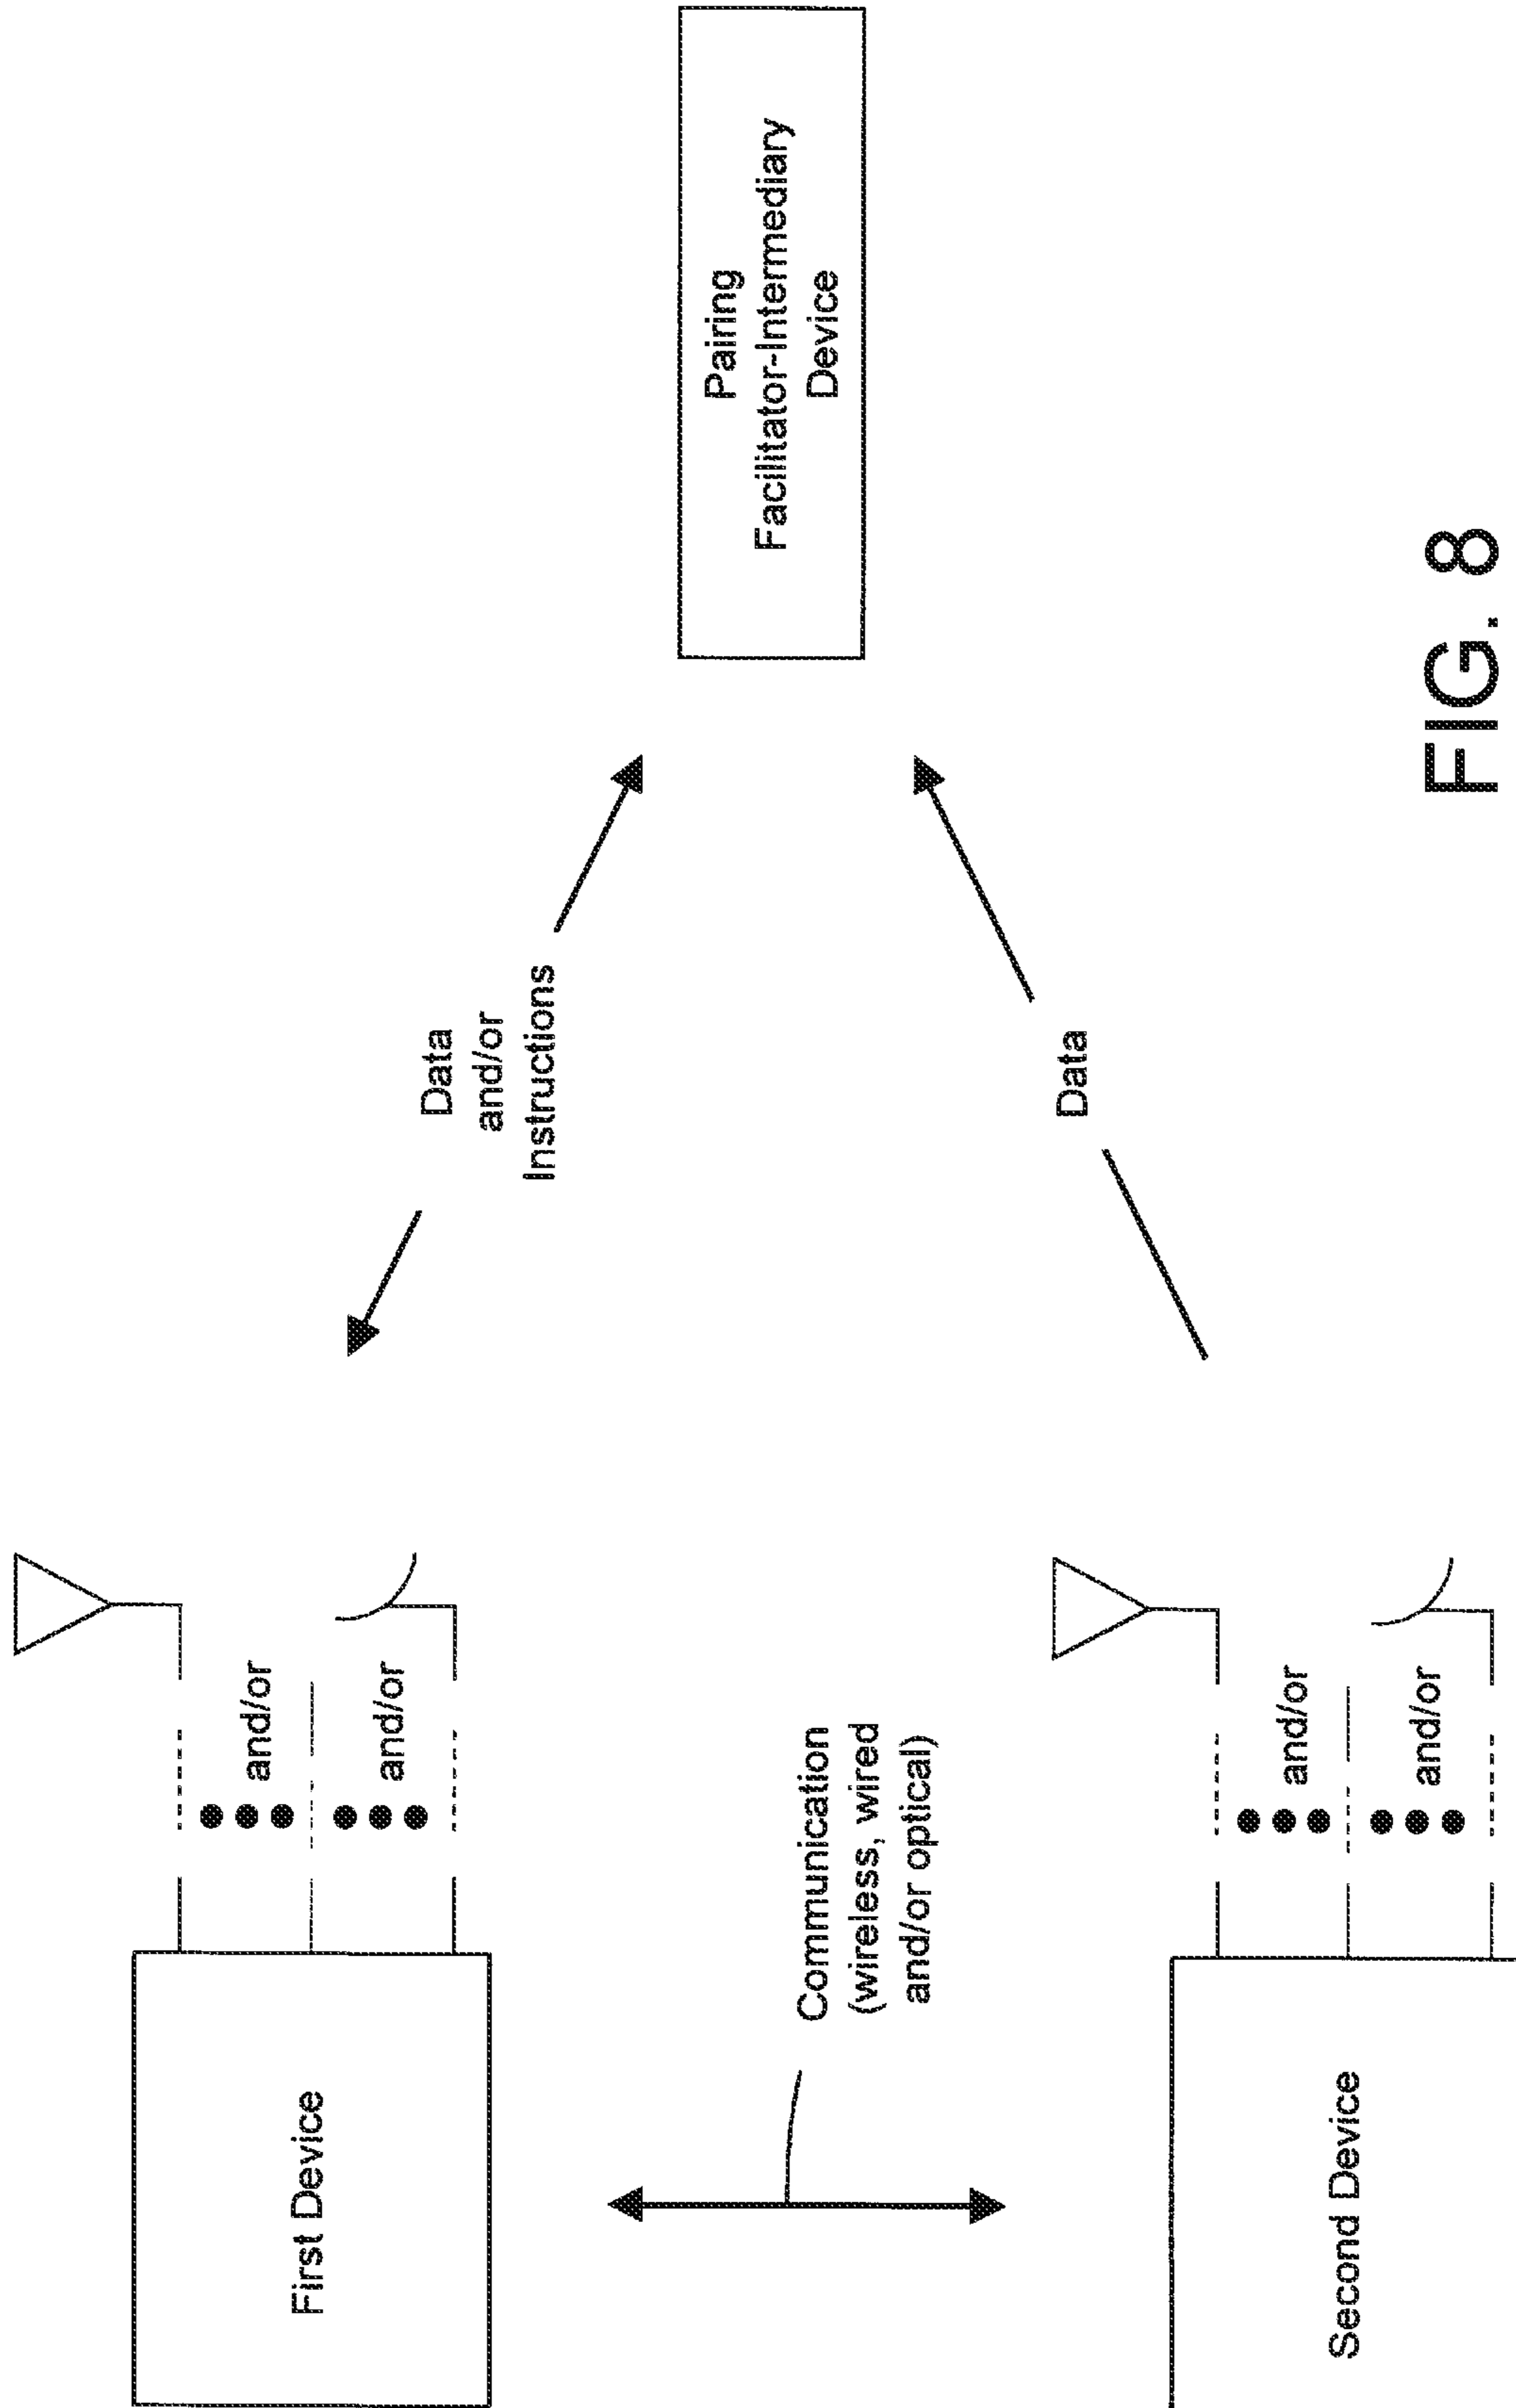 First Device
and/or
and/or
Data
and/or
Instructions
Communication
(wireless, wired
and/or optical)
Pairing
Facilitator-Intermediary
Device
Data
Second Device
and/or
and/or
FIG. 8